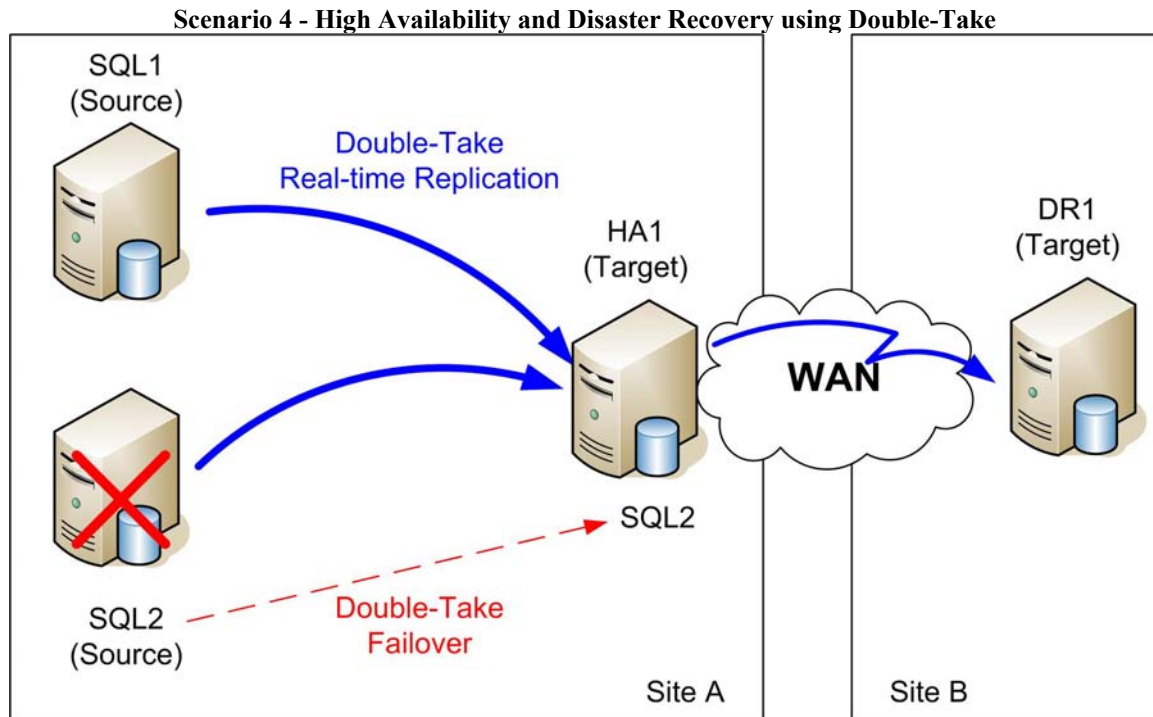 Scenario 4 - High Availability and Disaster Recovery using Double-Take
SQL1
(Source)
Double-Take
Real-time Replication
HA1
(Target)
DR1
(Target)
WAN
SQL2
SQL2
(Source)
Double-Take
Failover
Site A
Site B